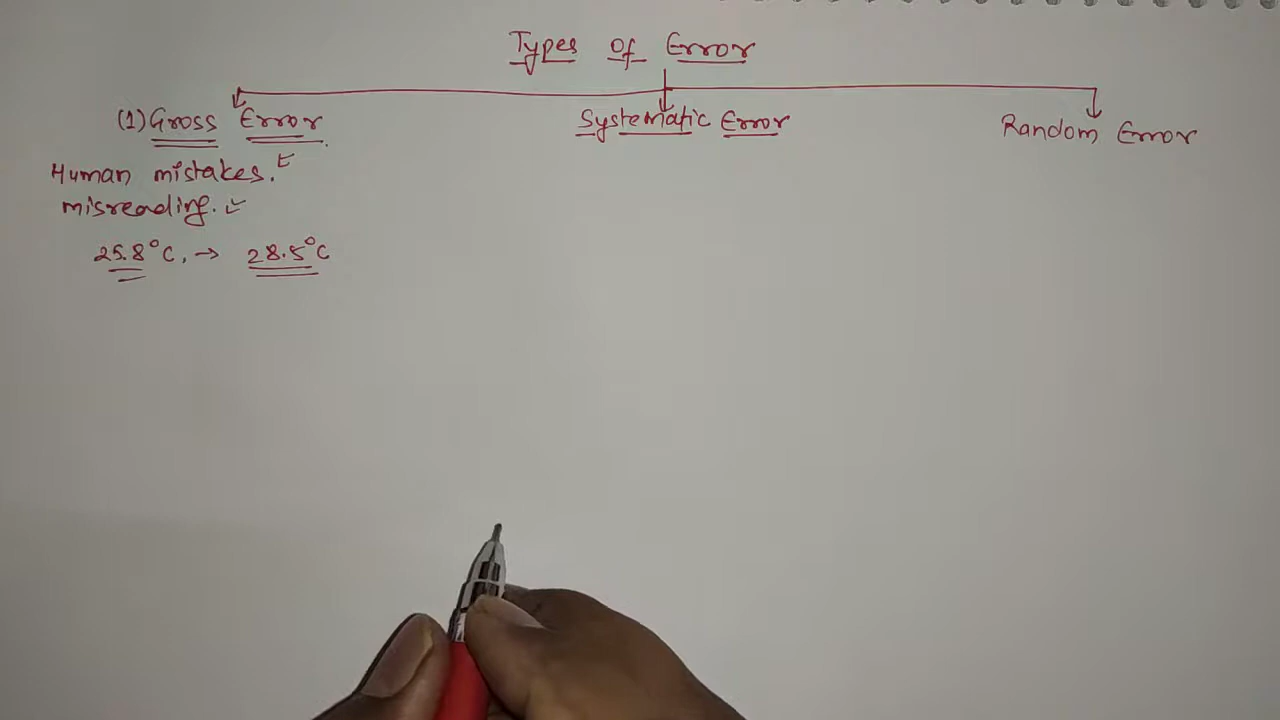 Types of Error
(1) Gross Error
Systematic Error
Random Error
Human mistakes.
misreading.
25.8°C, → 28.5°C